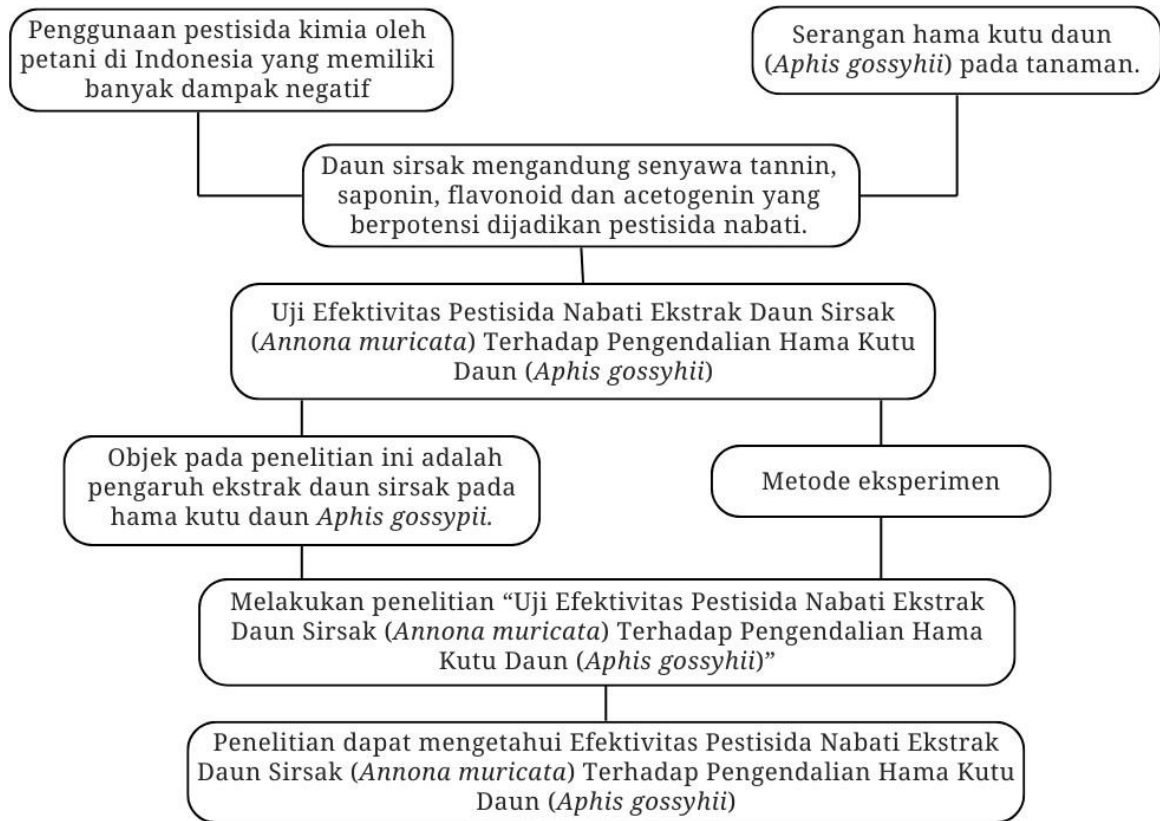 Penggunaan pestisida kimia oleh
petani di Indonesia yang memiliki
banyak dampak negatif
Serangan hama kutu daun
(Aphis gossyhii) pada tanaman.
Daun sirsak mengandung senyawa tannin,
saponin, flavonoid dan acetogenin yang
berpotensi dijadikan pestisida nabati.
Uji Efektivitas Pestisida Nabati Ekstrak Daun Sirsak
(Annona muricata) Terhadap Pengendalian Hama Kutu
Daun (Aphis gossyhii)
Objek pada penelitian ini adalah
pengaruh ekstrak daun sirsak pada
hama kutu daun Aphis gossypii.
Metode eksperimen
Melakukan penelitian “Uji Efektivitas Pestisida Nabati Ekstrak
Daun Sirsak (Annona muricata) Terhadap Pengendalian Hama
Kutu Daun (Aphis gossyhii)”
Penelitian dapat mengetahui Efektivitas Pestisida Nabati Ekstrak
Daun Sirsak (Annona muricata) Terhadap Pengendalian Hama Kutu
Daun (Aphis gossyhii)